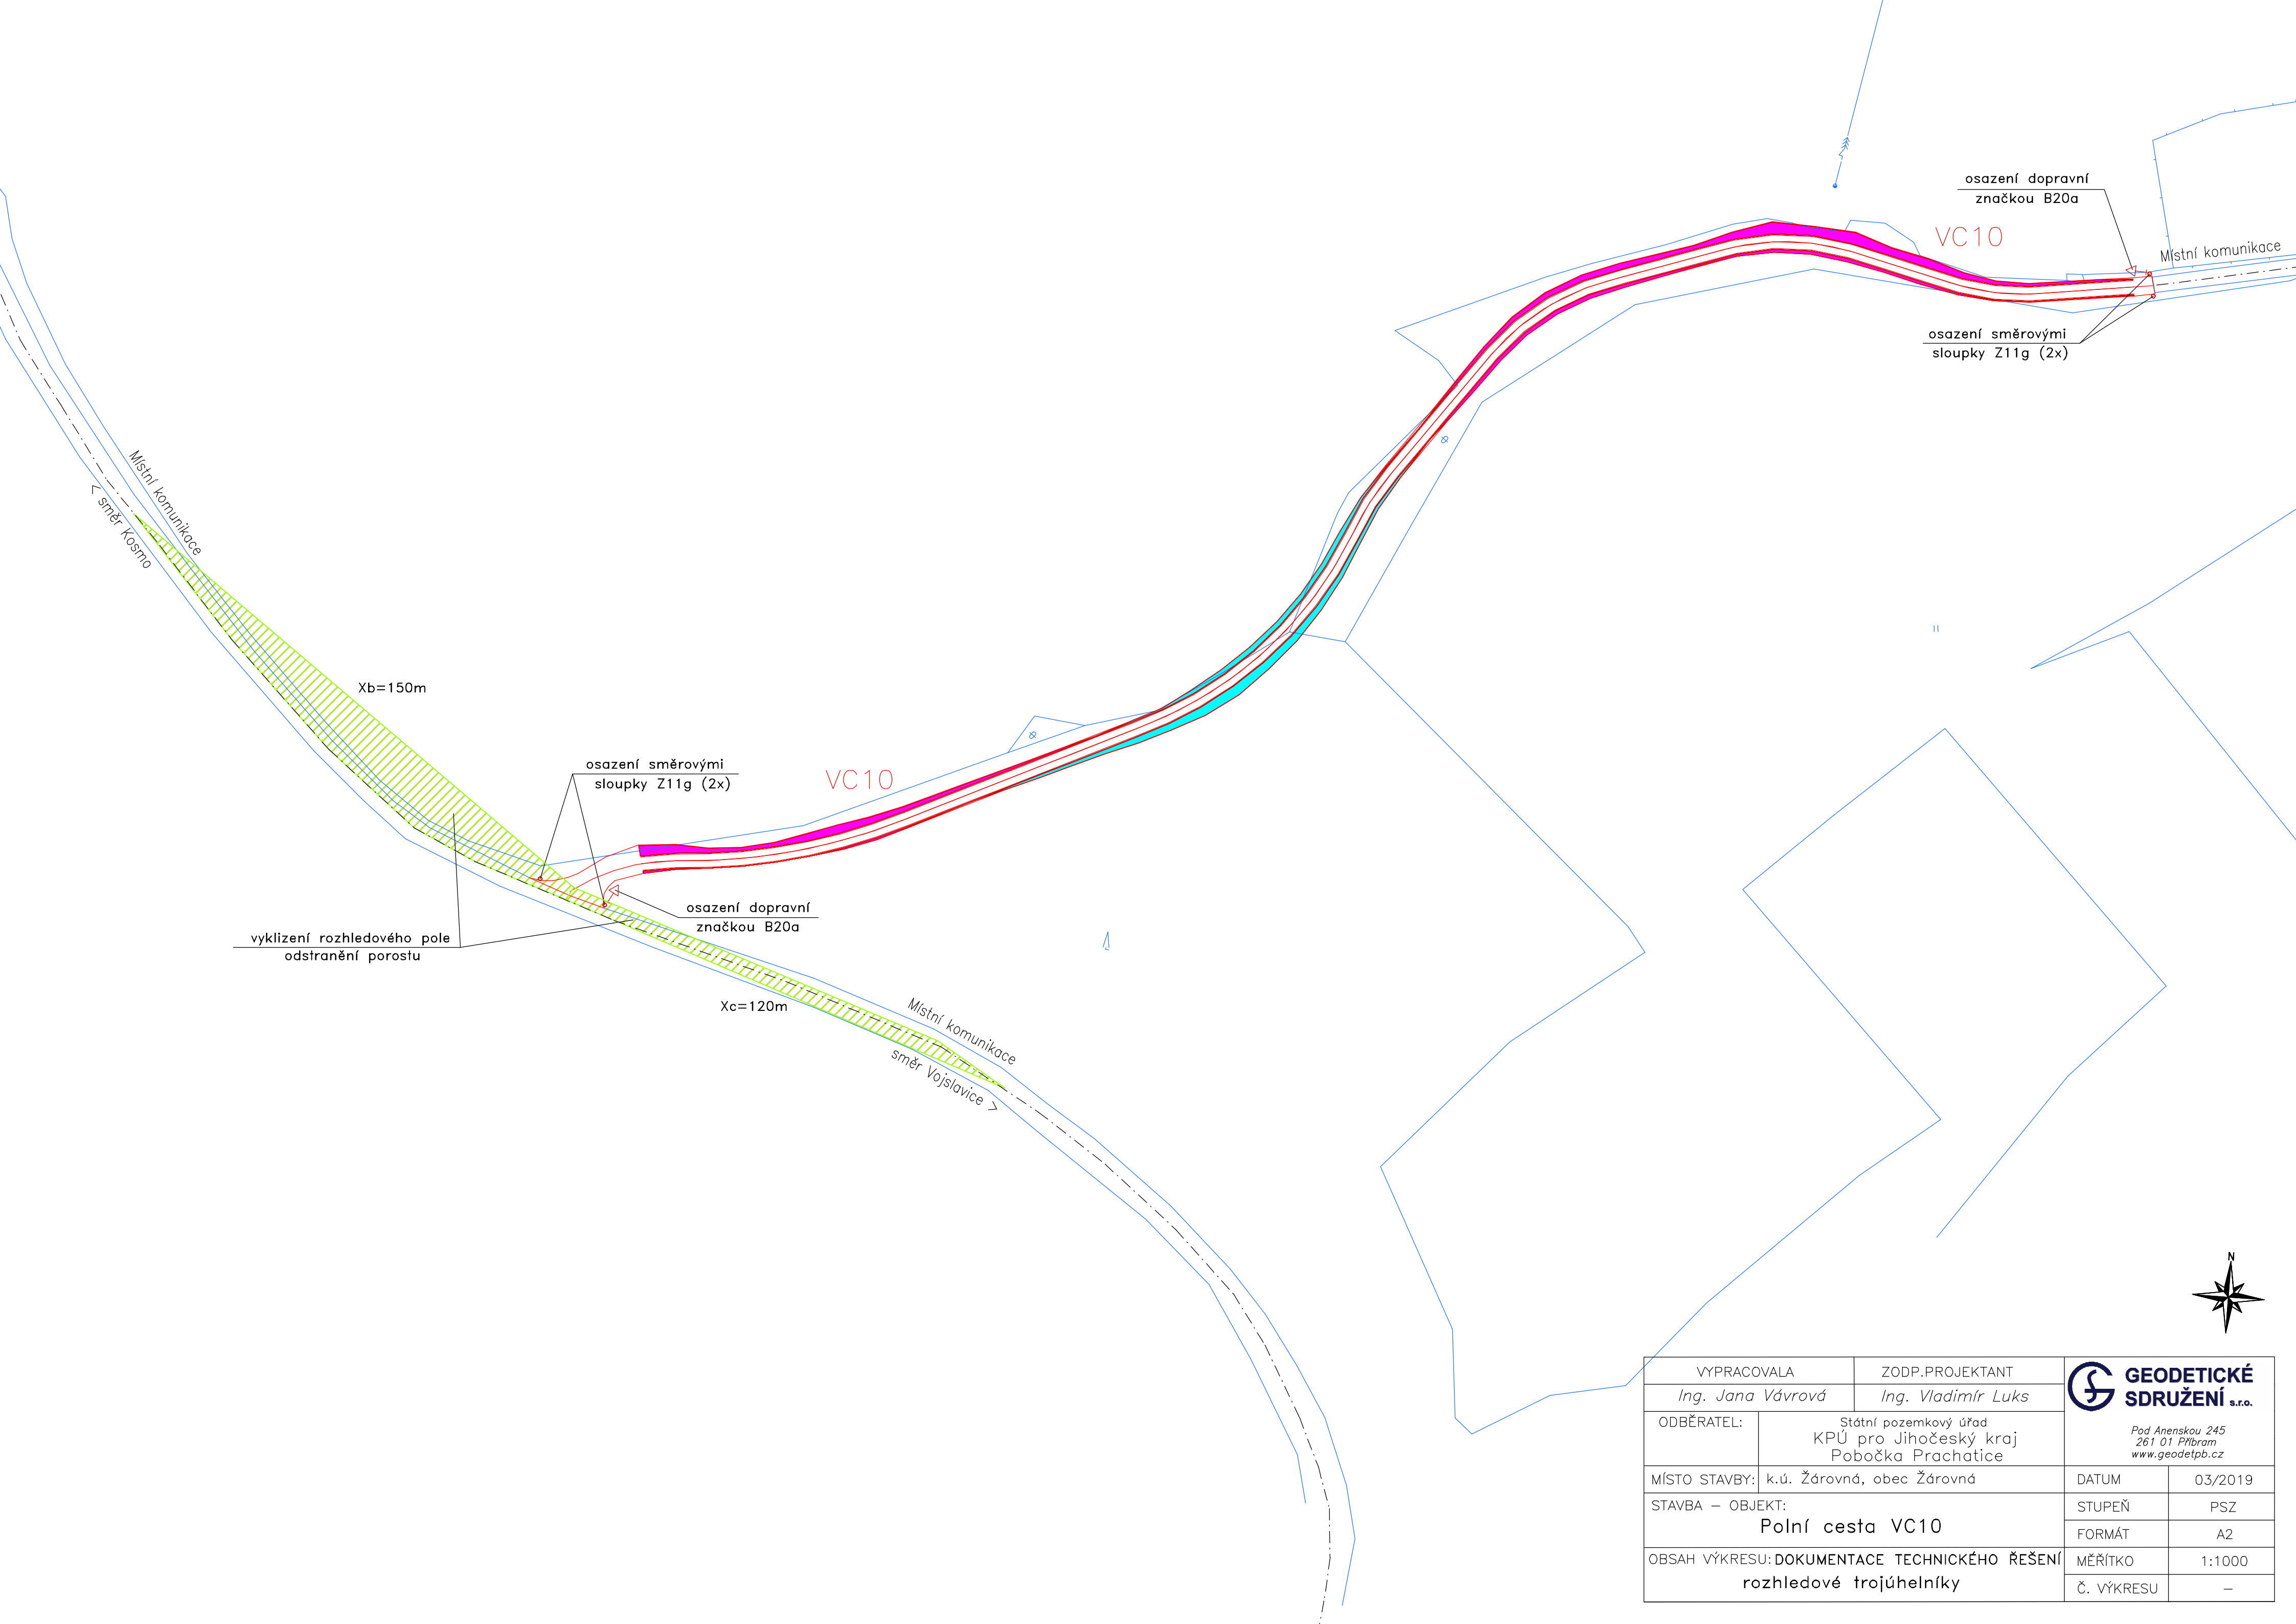 osazení dopravní
značkou B20a
VC10
Místní komunikace
osazení směrovými
sloupky Z11g (2x)
Místní komunikace
< směr Kosmo
Xb=150m
osazení směrovými
sloupky Z11g (2x)
VC10
osazení dopravní
značkou B20a
vyklizení rozhledového pole
odstranění porostu
Xc=120m
Místní komunikace
směr Vojslavice >
N
VYPRACOVALA
ZODP.PROJEKTANT
Ing. Jana Vávrová
Ing. Vladimír Luks
GEODETICKÉ
SDRUŽENÍ s.r.o.
Pod Anenskou 245
261 01 Příbram
www.geodetpb.cz
ODBĚRATEL:
Státní pozemkový úřad
KPÚ pro Jihočeský kraj
Pobočka Prachatice
MÍSTO STAVBY: k.ú. Žárovná, obec Žárovná
DATUM 03/2019
STAVBA – OBJEKT:
Polní cesta VC10
STUPEŇ PSZ
FORMÁT A2
OBSAH VÝKRESU: DOKUMENTACE TECHNICKÉHO ŘEŠENÍ
rozhledové trojúhelníky
MĚŘÍTKO 1:1000
Č. VÝKRESU –